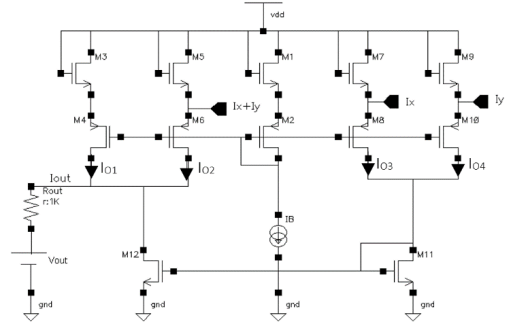 vdd
M3 M5 M1 M7 M9
Ix+Iy Ix Iy
M4 M6 M2 M8 M10
IO1 IO2 IO3 IO4
Iout
Rout
r:1K
IB
Vout
M12 M11
gnd gnd gnd gnd